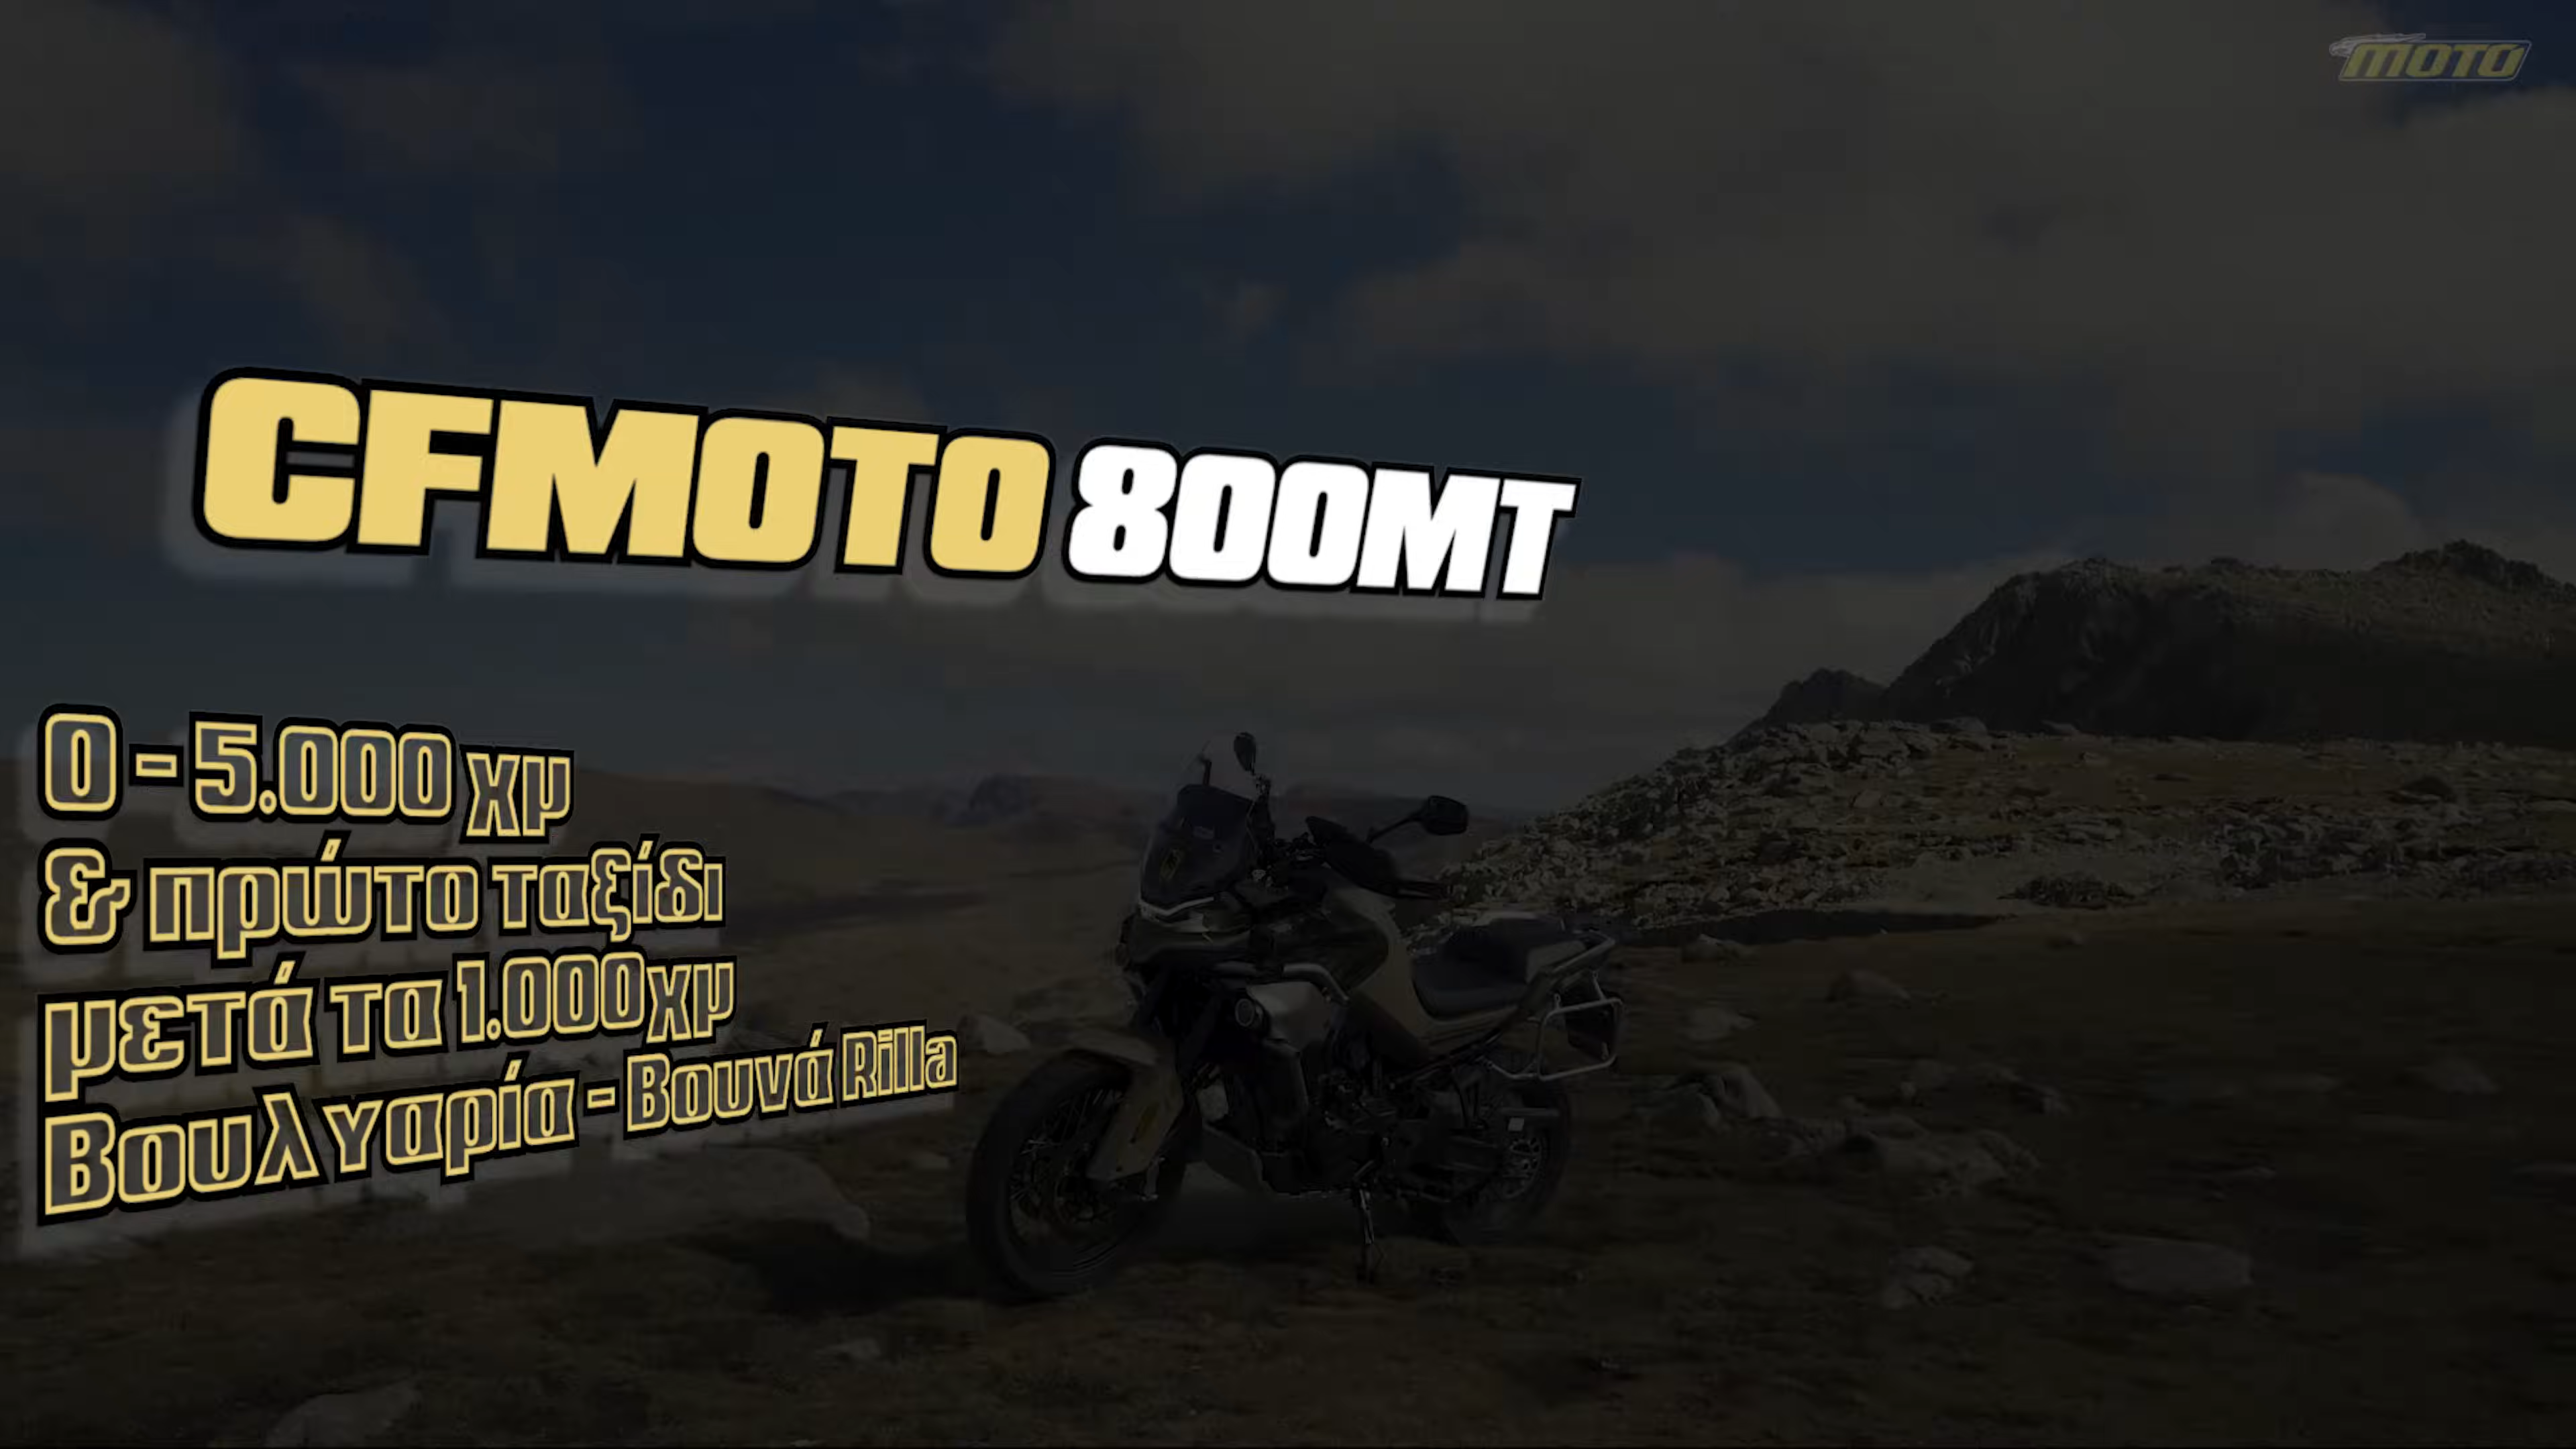 MOTO
CFMOTO 800MT
0 - 5.000 χμ
& πρώτο ταξίδι
μετά τα 1.000χμ
Βουλγαρία - Βουνά Rilla